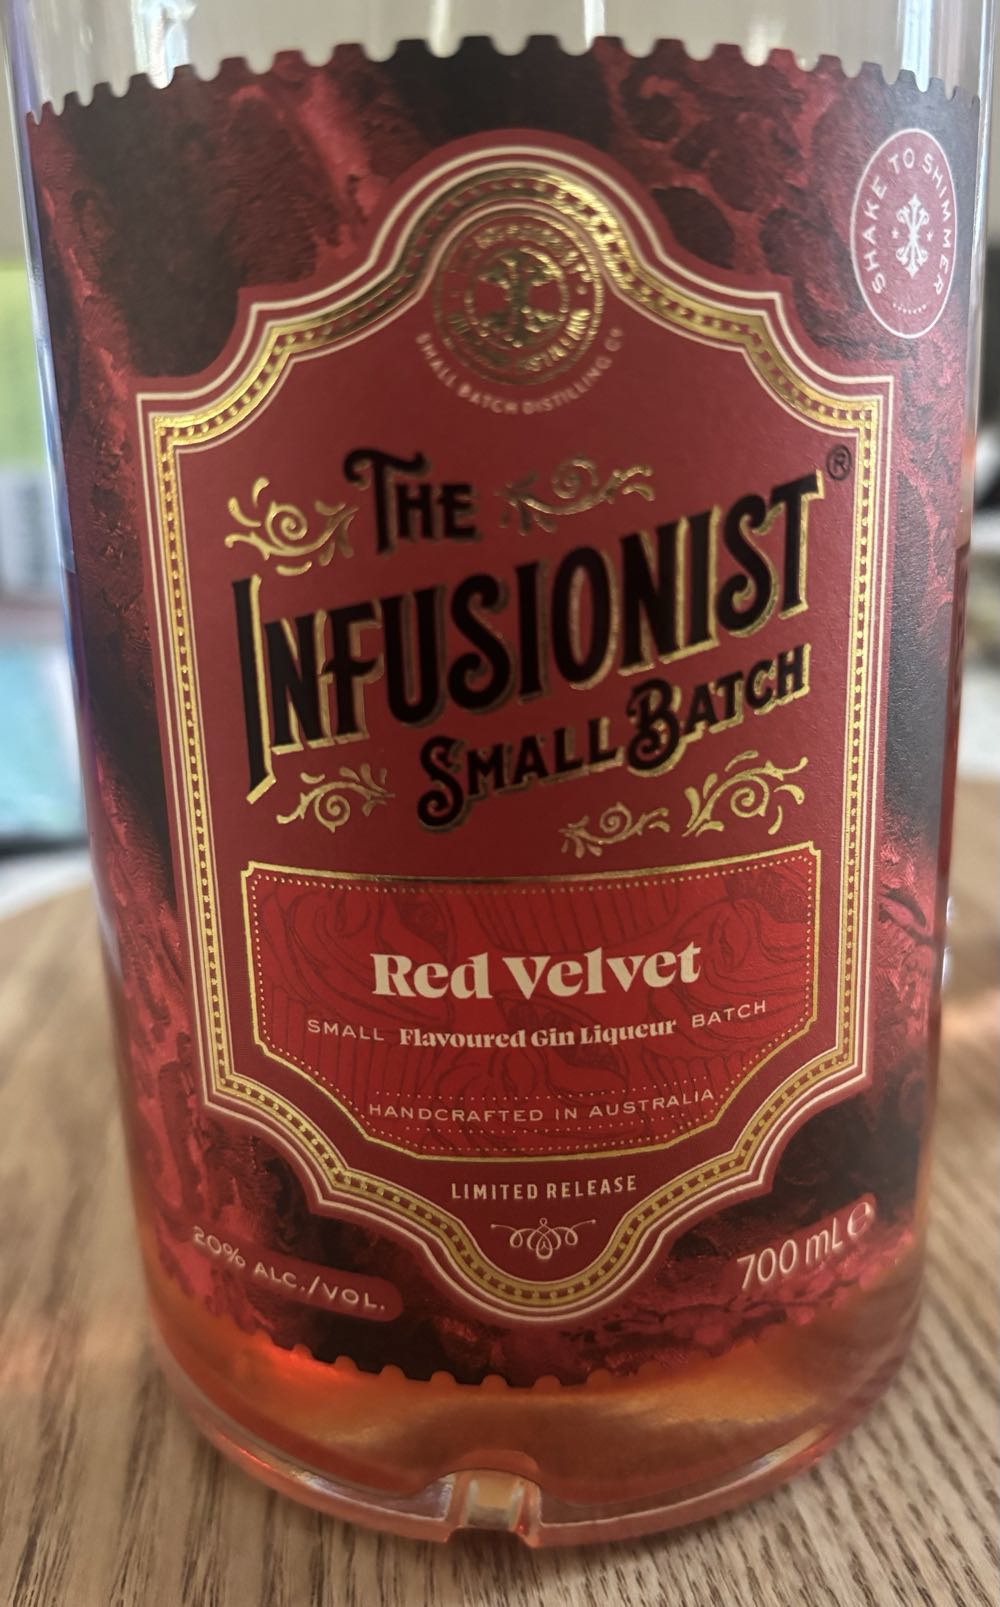 SHAKE TO SHIMMER
SMALL BATCH DISTILLING Cº
THE
INFUSIONIST®
SMALL BATCH
Red Velvet
SMALL Flavoured Gin Liqueur BATCH
HANDCRAFTED IN AUSTRALIA
LIMITED RELEASE
20% ALC./VOL.
700 mL ℮